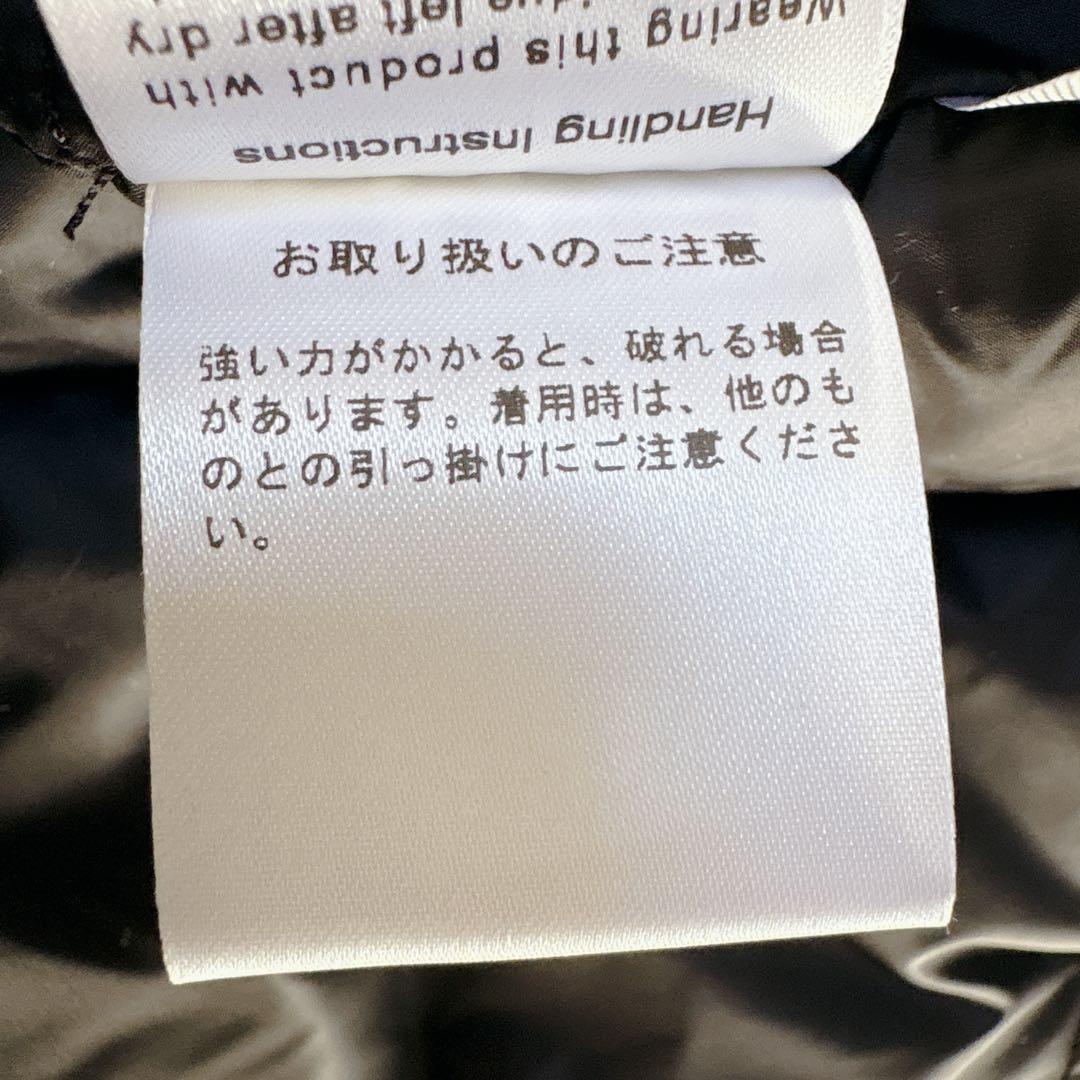 Handling Instructions
Wearing this product with
left after dry
お取り扱いのご注意
強い力がかかると、破れる場合
があります。着用時は、他のも
のとの引っ掛けにご注意くださ
い。